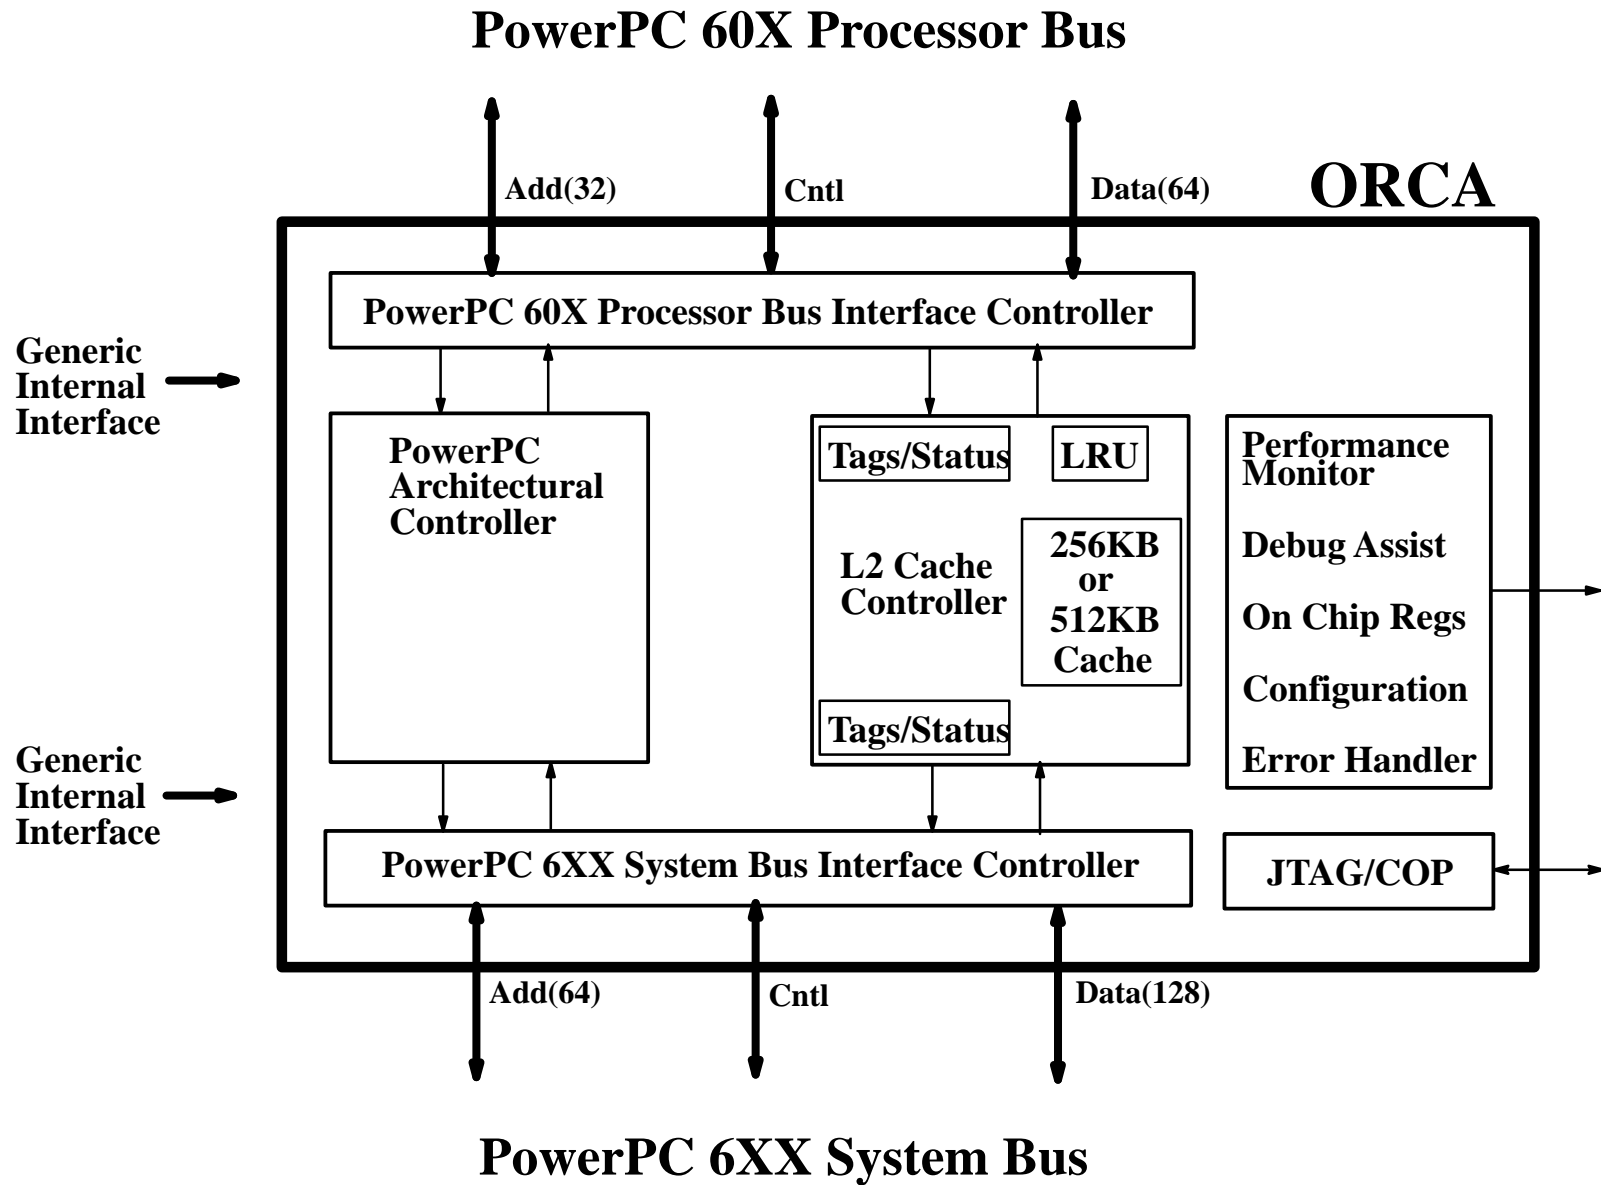 PowerPC 60X Processor Bus
Add(32)
Cntl
Data(64)
ORCA
PowerPC 60X Processor Bus Interface Controller
Generic
Internal
Interface
PowerPC
Architectural
Controller
Tags/Status
LRU
L2 Cache
Controller
256KB
or
512KB
Cache
Tags/Status
Performance
Monitor
Debug Assist
On Chip Regs
Configuration
Error Handler
Generic
Internal
Interface
PowerPC 6XX System Bus Interface Controller
JTAG/COP
Add(64)
Cntl
Data(128)
PowerPC 6XX System Bus